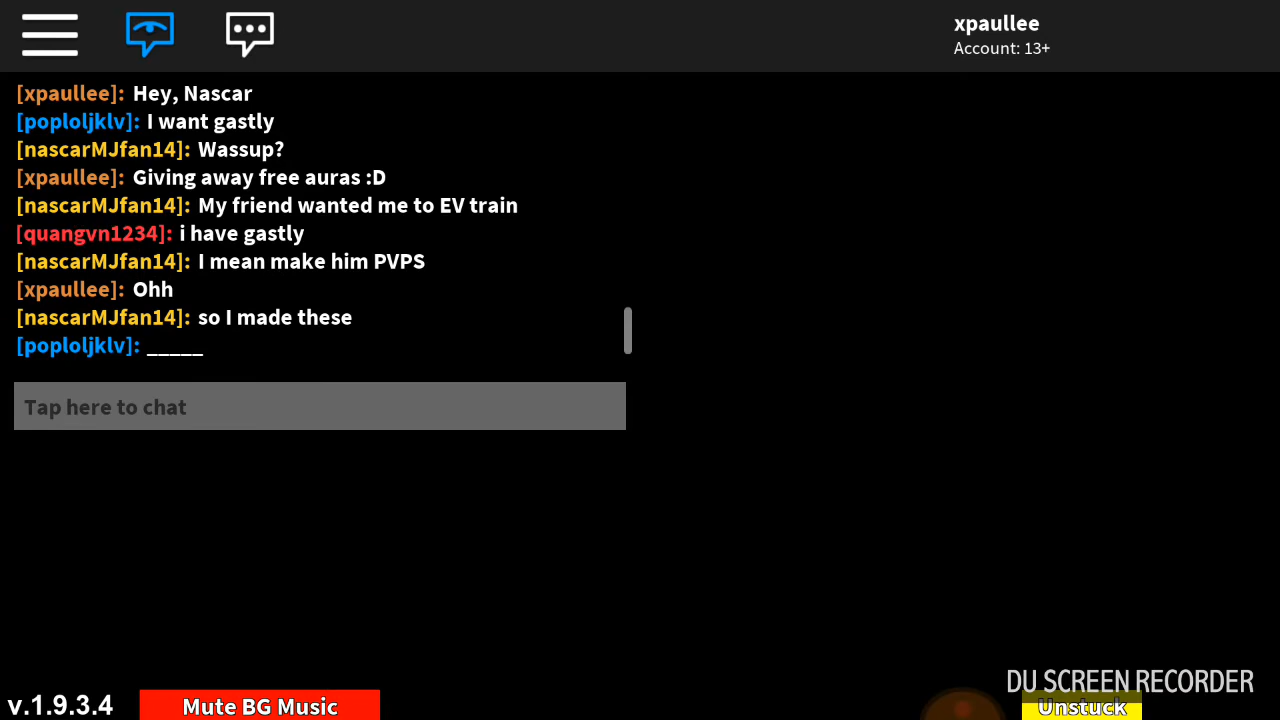 xpaullee
Account: 13+
[xpaullee]: Hey, Nascar
[poploljklv]: I want gastly
[nascarMJfan14]: Wassup?
[xpaullee]: Giving away free auras :D
[nascarMJfan14]: My friend wanted me to EV train
[quangvn1234]: i have gastly
[nascarMJfan14]: I mean make him PVPS
[xpaullee]: Ohh
[nascarMJfan14]: so I made these
[poploljklv]: _____
Tap here to chat
DU SCREEN RECORDER
v.1.9.3.4
Mute BG Music
Unstuck